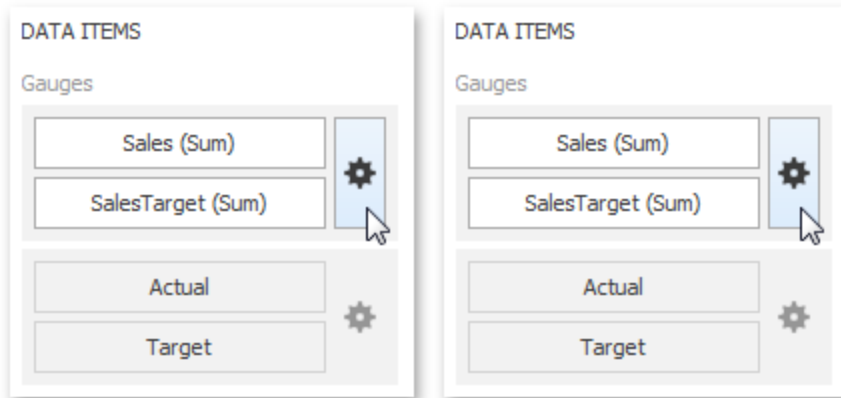 DATA ITEMS
Gauges
Sales (Sum)
SalesTarget (Sum)
Actual
Target
DATA ITEMS
Gauges
Sales (Sum)
SalesTarget (Sum)
Actual
Target